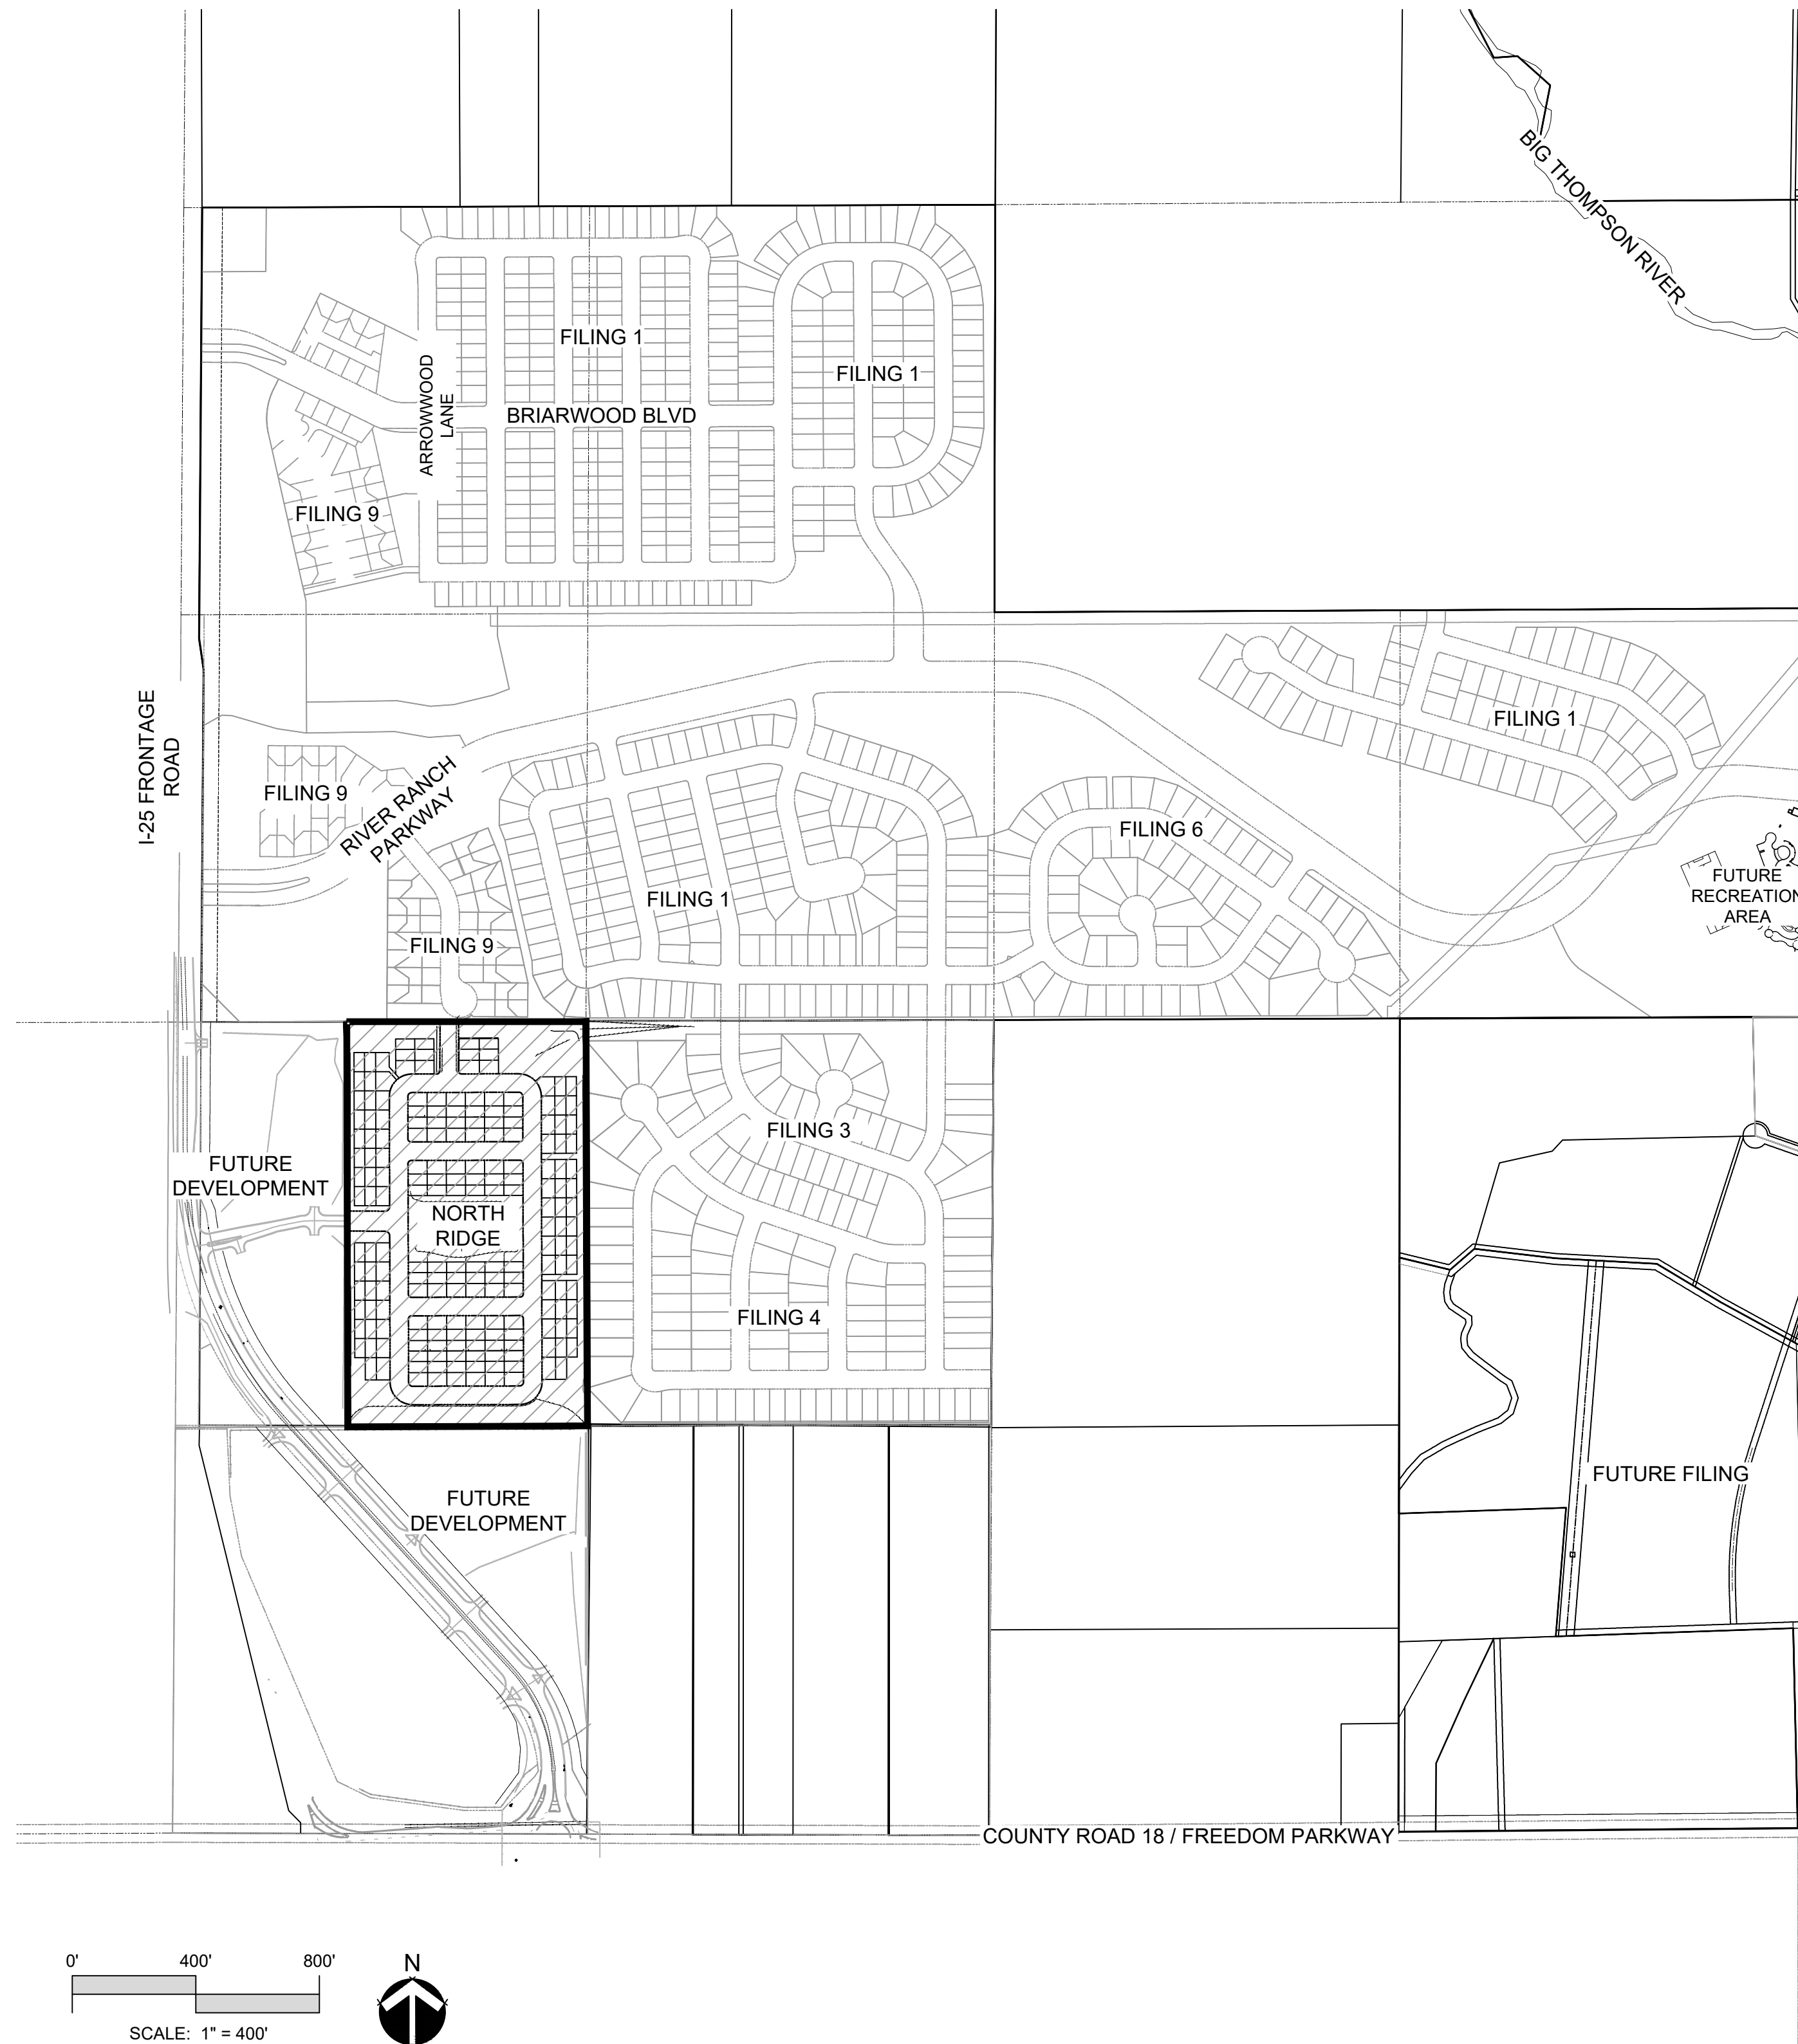 BIG THOMPSON RIVER
FILING 1
FILING 1
ARROWWOOD
LANE
BRIARWOOD BLVD
FILING 9
I-25 FRONTAGE
ROAD
FILING 1
FILING 9
RIVER RANCH
PARKWAY
FILING 6
FILING 1
FUTURE
RECREATION
AREA
FILING 9
FILING 3
FUTURE
DEVELOPMENT
NORTH
RIDGE
FILING 4
FUTURE FILING
FUTURE
DEVELOPMENT
COUNTY ROAD 18 / FREEDOM PARKWAY
0' 400' 800'
N
SCALE: 1" = 400'